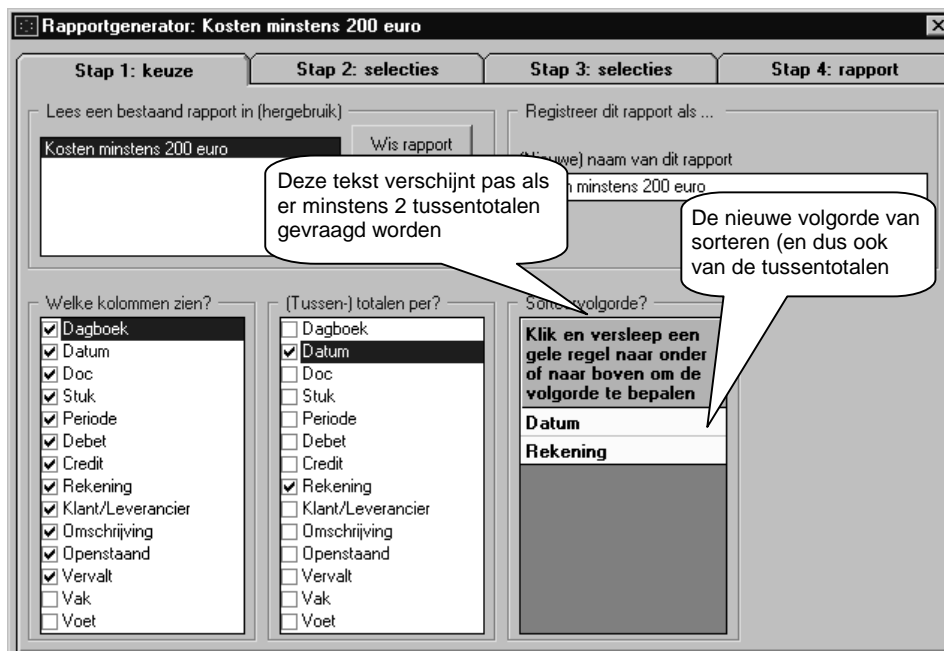 Rapportgenerator: Kosten minstens 200 euro
Stap 1: keuze
Stap 2: selecties
Stap 3: selecties
Stap 4: rapport
Lees een bestaand rapport in (hergebruik)
Kosten minstens 200 euro
Wis rapport
Registreer dit rapport als ...
naam van dit rapport
minstens 200 euro
Deze tekst verschijnt pas als
er minstens 2 tussentotalen
gevraagd worden
De nieuwe volgorde van
sorteren (en dus ook
van de tussentotalen
Welke kolommen zien?
Dagboek
Datum
Doc
Stuk
Periode
Debet
Credit
Rekening
Klant/Leverancier
Omschrijving
Openstaand
Vervalt
Vak
Voet
(Tussen-) totalen per?
Dagboek
Datum
Doc
Stuk
Periode
Debet
Credit
Rekening
Klant/Leverancier
Omschrijving
Openstaand
Vervalt
Vak
Voet
Klik en versleep een
gele regel naar onder
of naar boven om de
volgorde te bepalen
Datum
Rekening